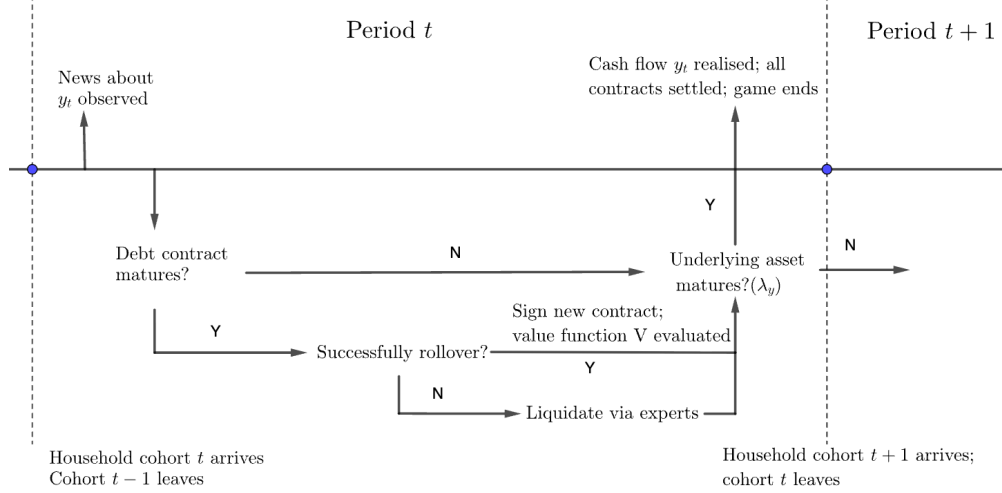 Period t
Period t + 1
News about
y_t observed
Cash flow y_t realised; all
contracts settled; game ends
Y
Debt contract
matures?
N
Underlying asset
matures?(λ_y)
N
Sign new contract;
value function V evaluated
Y
Successfully rollover?
Y
N
Liquidate via experts
Household cohort t arrives
Cohort t − 1 leaves
Household cohort t + 1 arrives;
cohort t leaves